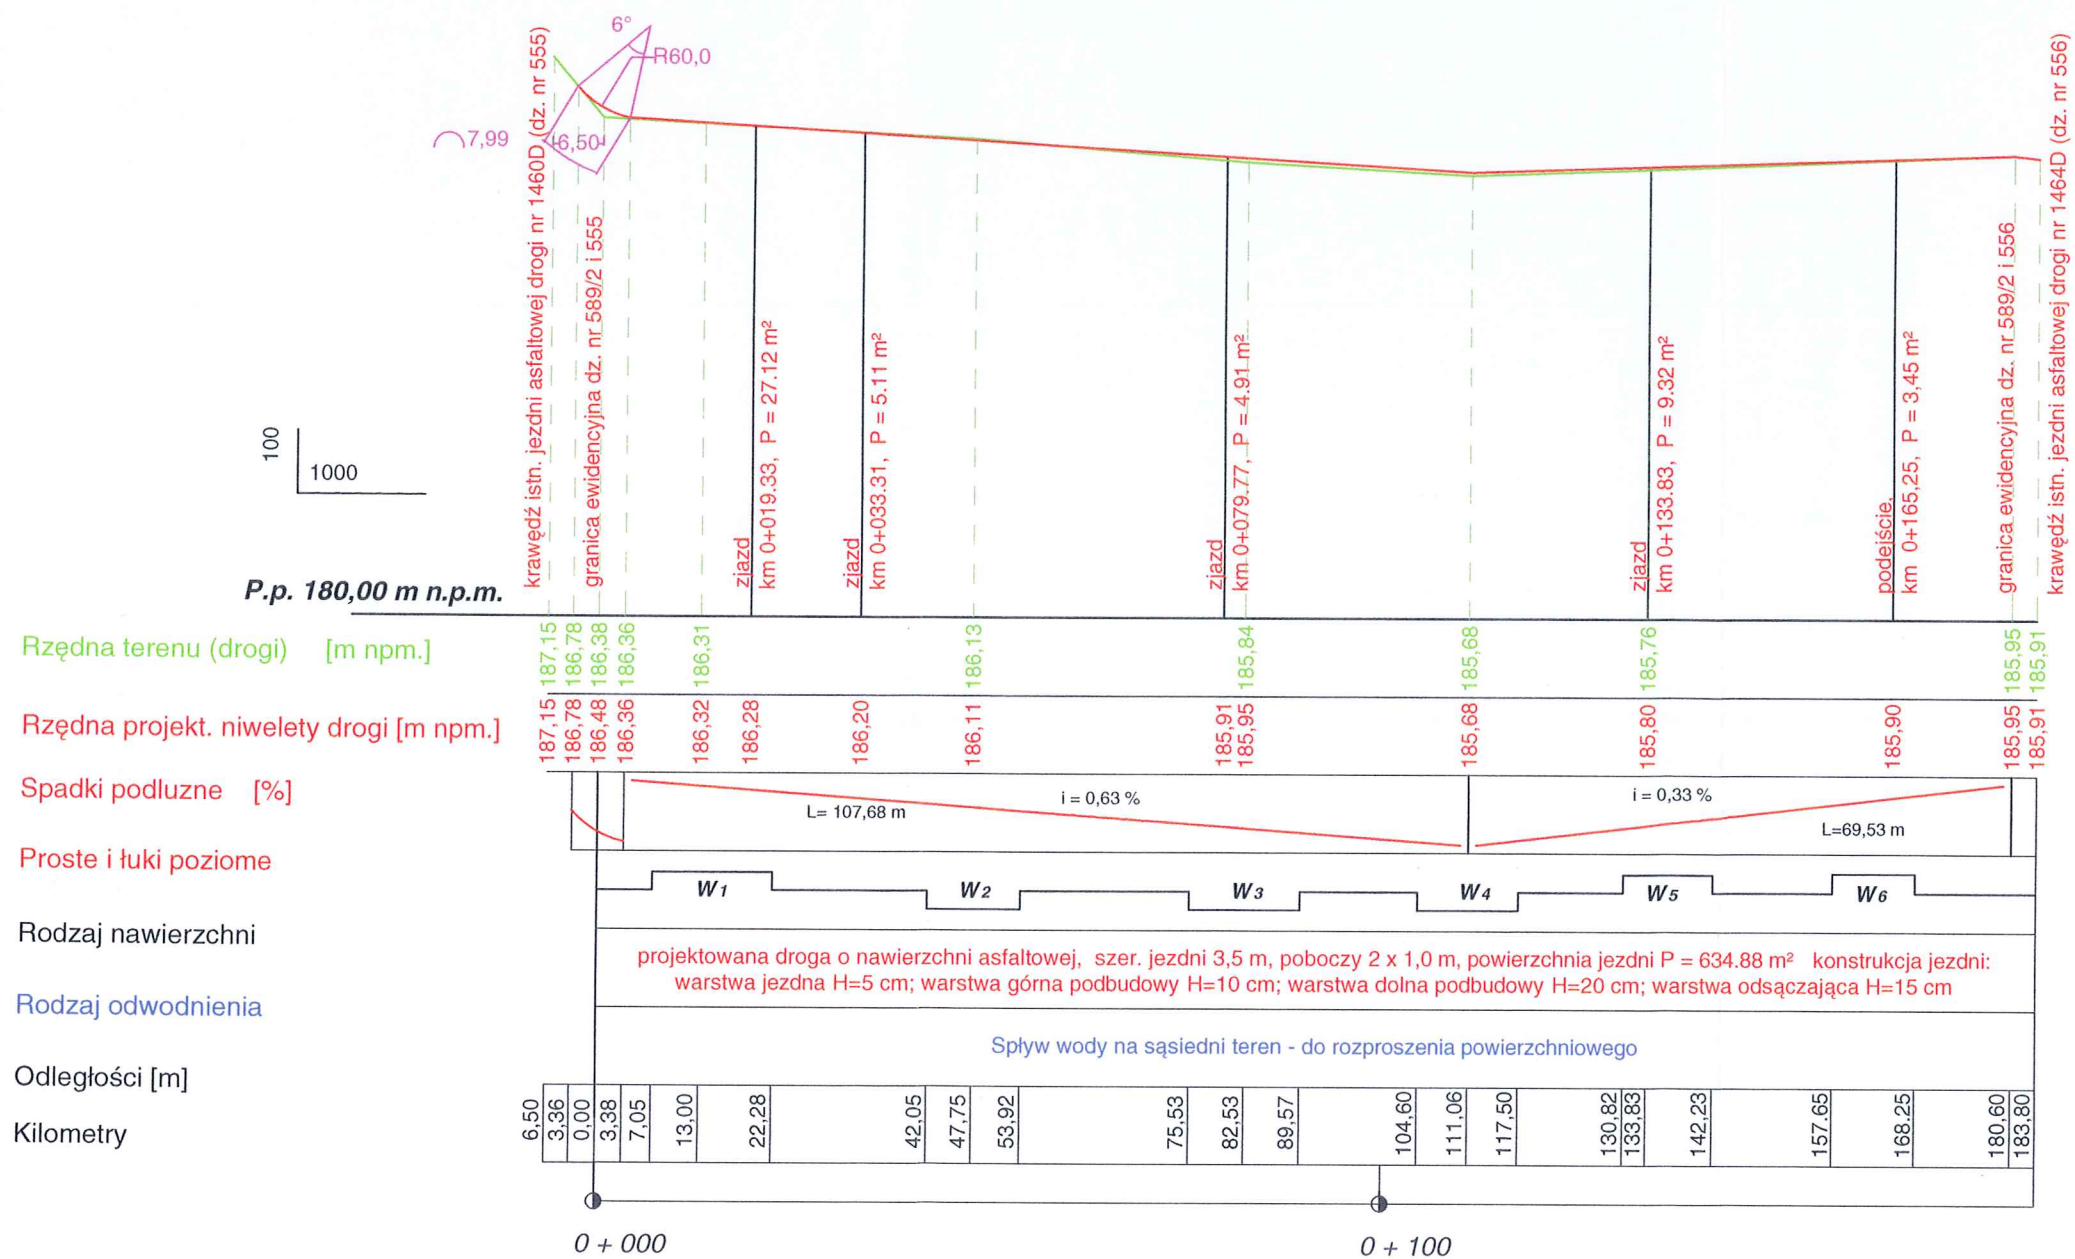 6°
R60,0
7,99
6,50
krawędź istn. jezdni asfaltowej drogi nr 1460D (dz. nr 555)
granica ewidencyjna dz. nr 589/2 i 555
zjazd
km 0+019.33, P = 27.12 m²
zjazd
km 0+033.31, P = 5.11 m²
zjazd
km 0+079.77, P = 4.91 m²
zjazd
km 0+133.83, P = 9.32 m²
podejście,
km 0+165,25, P = 3,45 m²
granica ewidencyjna dz. nr 589/2 i 556
krawędź istn. jezdni asfaltowej drogi nr 1464D (dz. nr 556)
100
1000
P.p. 180,00 m n.p.m.
Rzędna terenu (drogi) [m npm.]
187,15 186,78 186,38 186,36 186,31 186,13 185,84 185,68 185,76 185,95 185,91
Rzędna projekt. niwelety drogi [m npm.]
187,15 186,78 186,48 186,36 186,32 186,28 186,20 186,11 185,91 185,95 185,68 185,80 185,90 185,95 185,91
Spadki podluzne [%]
i = 0,63 %
L= 107,68 m
i = 0,33 %
L=69,53 m
Proste i łuki poziome
W1 W2 W3 W4 W5 W6
Rodzaj nawierzchni
projektowana droga o nawierzchni asfaltowej, szer. jezdni 3,5 m, poboczy 2 x 1,0 m, powierzchnia jezdni P = 634.88 m² konstrukcja jezdni:
warstwa jezdna H=5 cm; warstwa górna podbudowy H=10 cm; warstwa dolna podbudowy H=20 cm; warstwa odsączająca H=15 cm
Rodzaj odwodnienia
Spływ wody na sąsiedni teren - do rozproszenia powierzchniowego
Odległości [m]
Kilometry
6,50 3,36 0,00 3,38 7,05 13,00 22,28 42,05 47,75 53,92 75,53 82,53 89,57 104,60 111,06 117,50 130,82 133,83 142,23 157.65 168.25 180,60 183,80
0 + 000
0 + 100